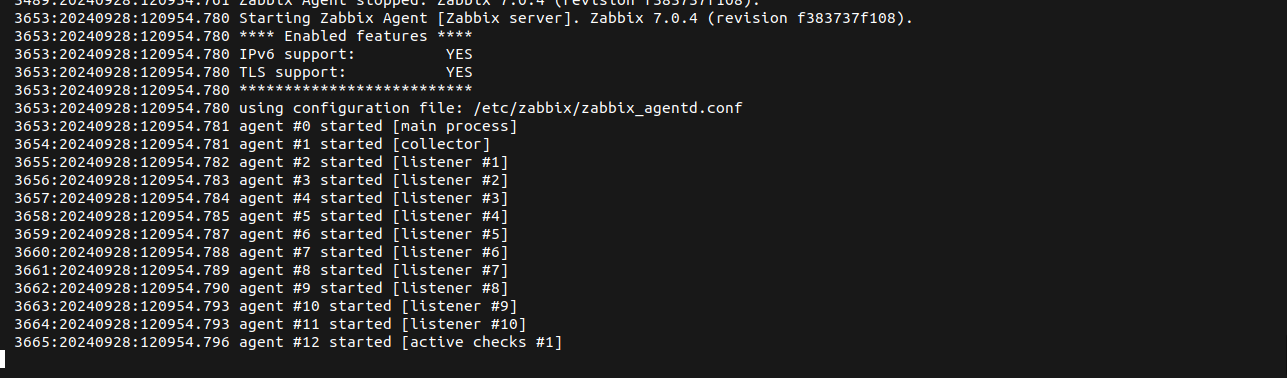 3489:20240928:120954.761 Zabbix Agent stopped. Zabbix 7.0.4 (revision f383737f108).
3653:20240928:120954.780 Starting Zabbix Agent [Zabbix server]. Zabbix 7.0.4 (revision f383737f108).
3653:20240928:120954.780 **** Enabled features ****
3653:20240928:120954.780 IPv6 support:          YES
3653:20240928:120954.780 TLS support:           YES
3653:20240928:120954.780 **************************
3653:20240928:120954.780 using configuration file: /etc/zabbix/zabbix_agentd.conf
3653:20240928:120954.781 agent #0 started [main process]
3654:20240928:120954.781 agent #1 started [collector]
3655:20240928:120954.782 agent #2 started [listener #1]
3656:20240928:120954.783 agent #3 started [listener #2]
3657:20240928:120954.784 agent #4 started [listener #3]
3658:20240928:120954.785 agent #5 started [listener #4]
3659:20240928:120954.787 agent #6 started [listener #5]
3660:20240928:120954.788 agent #7 started [listener #6]
3661:20240928:120954.789 agent #8 started [listener #7]
3662:20240928:120954.790 agent #9 started [listener #8]
3663:20240928:120954.793 agent #10 started [listener #9]
3664:20240928:120954.793 agent #11 started [listener #10]
3665:20240928:120954.796 agent #12 started [active checks #1]